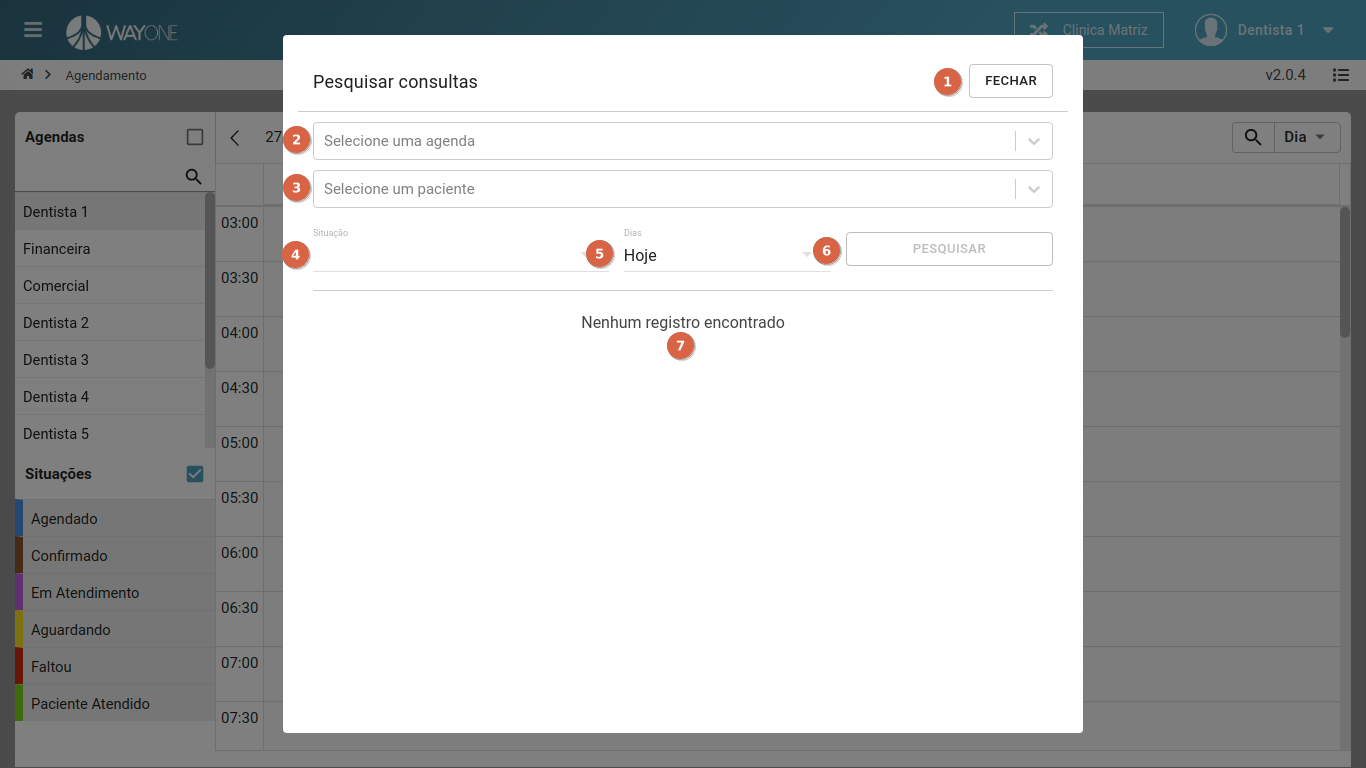 WAYONE
Clinica Matriz
Dentista 1
Agendamento
v2.0.4
Pesquisar consultas
1
FECHAR
Agendas
27
2
Selecione uma agenda
Dia
3
Selecione um paciente
Dentista 1
Financeira
Comercial
Dentista 2
Dentista 3
Dentista 4
Dentista 5
Situações
Agendado
Confirmado
Em Atendimento
Aguardando
Faltou
Paciente Atendido
03:00
03:30
04:00
04:30
05:00
05:30
06:00
06:30
07:00
07:30
Situação
4
Dias
5
Hoje
6
PESQUISAR
Nenhum registro encontrado
7